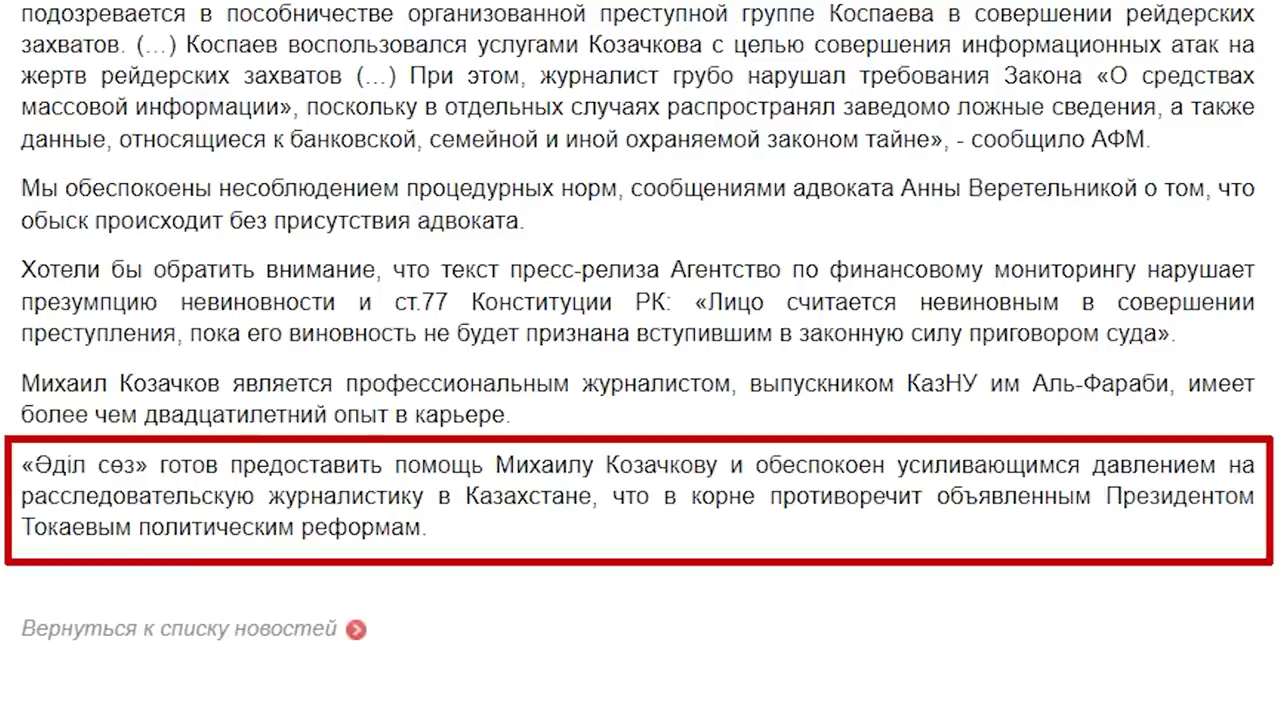 подозревается в пособничестве организованной преступной группе Коспаева в совершении рейдерских
захватов. (…) Коспаев воспользовался услугами Козачкова с целью совершения информационных атак на
жертв рейдерских захватов (…) При этом, журналист грубо нарушал требования Закона «О средствах
массовой информации», поскольку в отдельных случаях распространял заведомо ложные сведения, а также
данные, относящиеся к банковской, семейной и иной охраняемой законом тайне», - сообщило АФМ.
Мы обеспокоены несоблюдением процедурных норм, сообщениями адвоката Анны Веретельникой о том, что
обыск происходит без присутствия адвоката.
Хотели бы обратить внимание, что текст пресс-релиза Агентство по финансовому мониторингу нарушает
презумпцию невиновности и ст.77 Конституции РК: «Лицо считается невиновным в совершении
преступления, пока его виновность не будет признана вступившим в законную силу приговором суда».
Михаил Козачков является профессиональным журналистом, выпускником КазНУ им Аль-Фараби, имеет
более чем двадцатилетний опыт в карьере.
«Әділ сөз» готов предоставить помощь Михаилу Козачкову и обеспокоен усиливающимся давлением на
расследовательскую журналистику в Казахстане, что в корне противоречит объявленным Президентом
Токаевым политическим реформам.
Вернуться к списку новостей